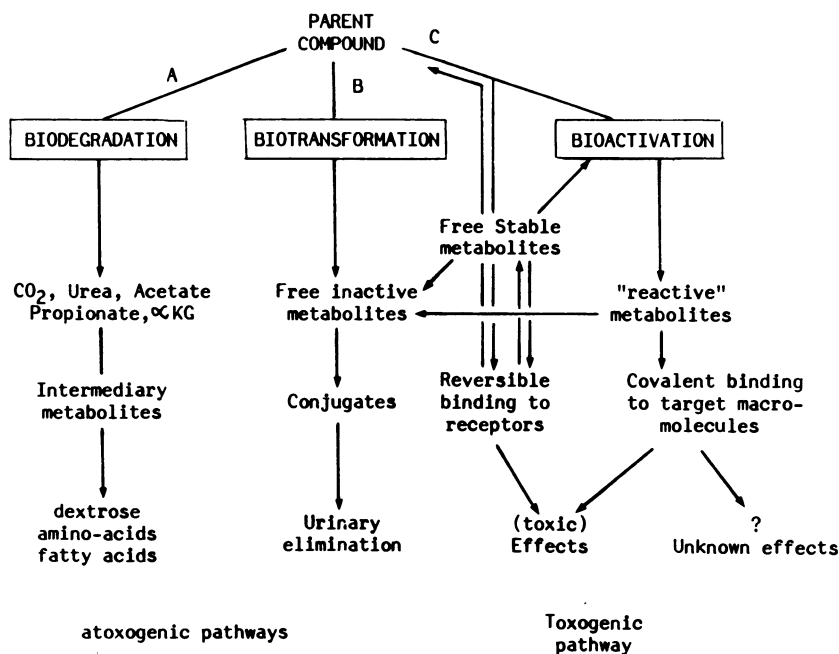 PARENT
COMPOUND
A
B
C
BIODEGRADATION
BIOTRANSFORMATION
BIOACTIVATION
Free Stable
metabolites
CO₂, Urea, Acetate
Propionate,∝KG
Free inactive
metabolites
"reactive"
metabolites
Intermediary
metabolites
Conjugates
Reversible
binding to
receptors
Covalent binding
to target macro-
molecules
dextrose
amino-acids
fatty acids
Urinary
elimination
(toxic)
Effects
?
Unknown effects
atoxogenic pathways
Toxogenic
pathway